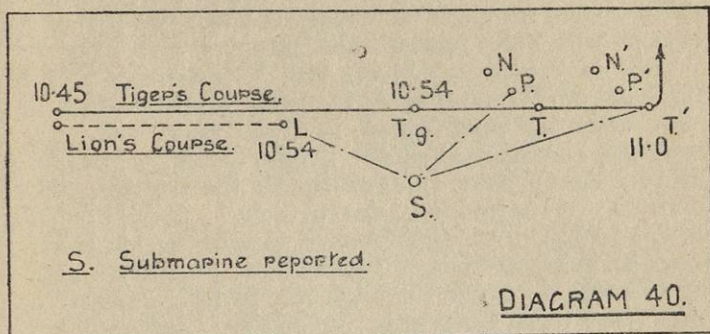 N. N′
P. P′
10·45 Tiger's Course. 10·54
L T.g. T. T′
Lion's Course. 10·54 11·0
S.
S. Submarine reported.
DIAGRAM 40.